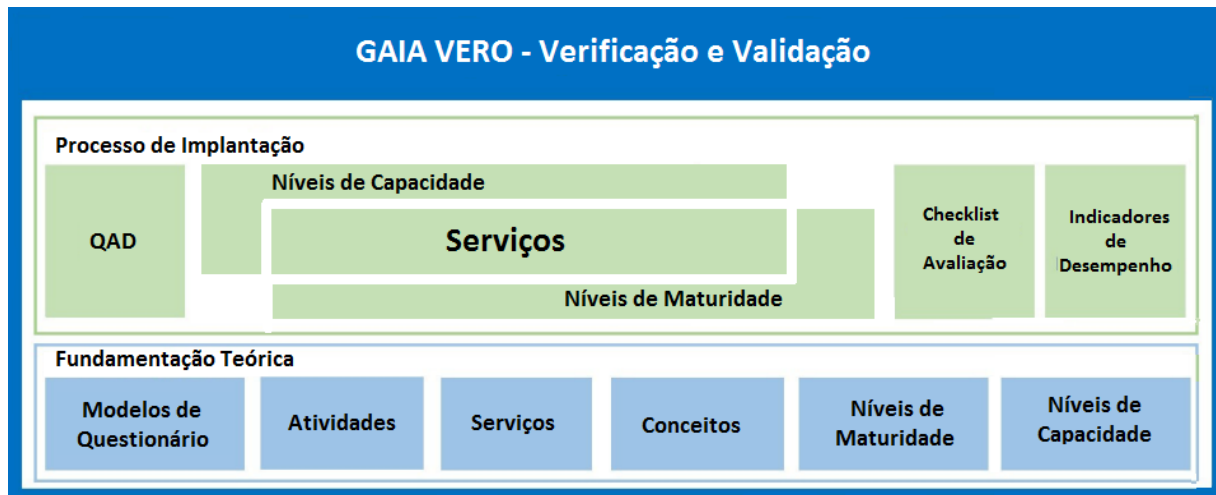 GAIA VERO - Verificação e Validação
Processo de Implantação
QAD
Níveis de Capacidade
Serviços
Níveis de Maturidade
Checklist
de
Avaliação
Indicadores
de
Desempenho
Fundamentação Teórica
Modelos de
Questionário
Atividades
Serviços
Conceitos
Níveis de
Maturidade
Níveis de
Capacidade